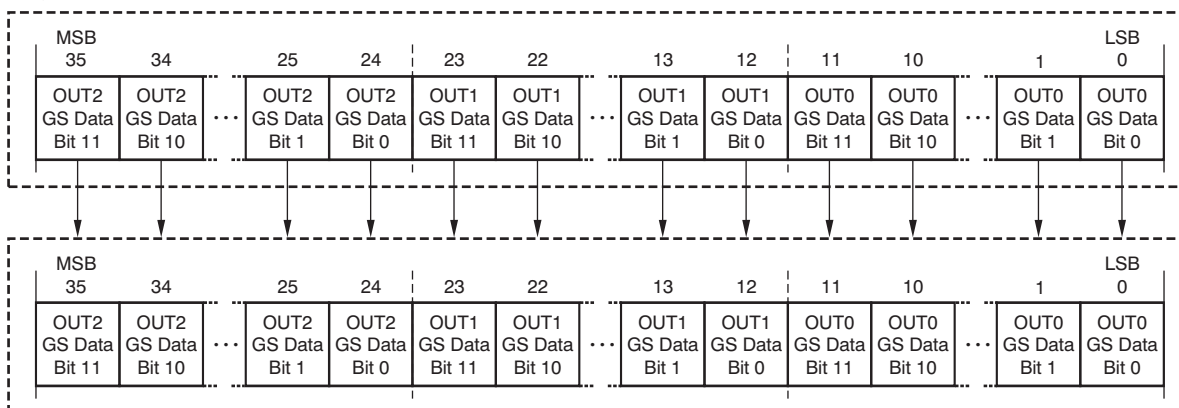 MSB LSB
35 34 25 24 23 22 13 12 11 10 1 0
OUT2 OUT2 OUT2 OUT2 OUT1 OUT1 OUT1 OUT1 OUT0 OUT0 OUT0 OUT0
GS Data GS Data ··· GS Data GS Data GS Data GS Data ··· GS Data GS Data GS Data GS Data ··· GS Data GS Data
Bit 11 Bit 10 Bit 1 Bit 0 Bit 11 Bit 10 Bit 1 Bit 0 Bit 11 Bit 10 Bit 1 Bit 0
MSB LSB
35 34 25 24 23 22 13 12 11 10 1 0
OUT2 OUT2 OUT2 OUT2 OUT1 OUT1 OUT1 OUT1 OUT0 OUT0 OUT0 OUT0
GS Data GS Data ··· GS Data GS Data GS Data GS Data ··· GS Data GS Data GS Data GS Data ··· GS Data GS Data
Bit 11 Bit 10 Bit 1 Bit 0 Bit 11 Bit 10 Bit 1 Bit 0 Bit 11 Bit 10 Bit 1 Bit 0